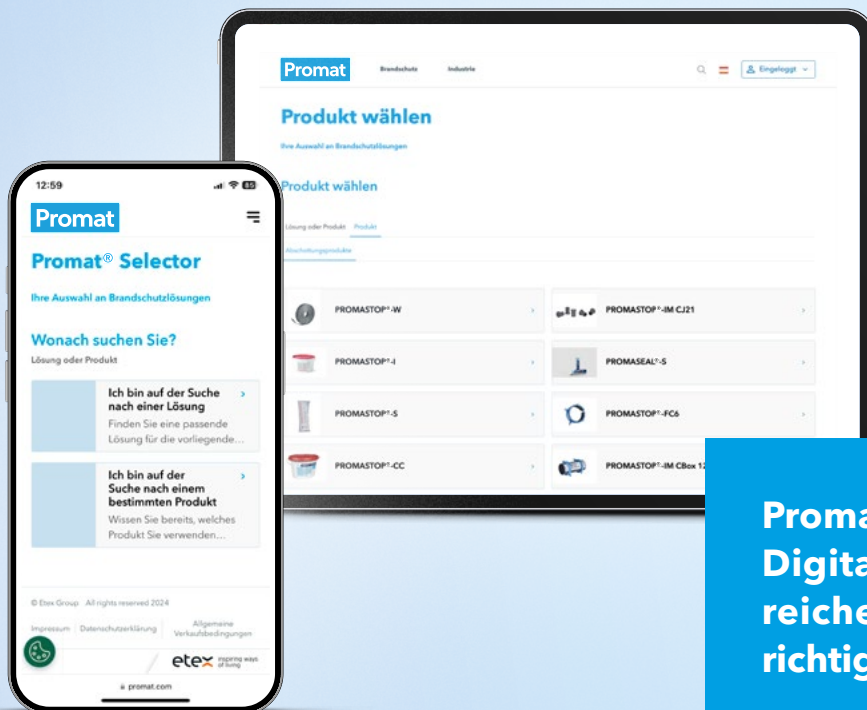 Promat
Brandschutz Industrie
Eingeloggt
Produkt wählen
Ihre Auswahl an Brandschutzlösungen
Produkt wählen
Lösung oder Produkt Produkt
Abschottungsprodukte
PROMASTOP®-W
PROMASTOP®-IM CJ21
PROMASTOP®-I
PROMASEAL®-S
PROMASTOP®-S
PROMASTOP®-FC6
PROMASTOP®-CC
PROMASTOP®-IM CBox 12
12:59
85
Promat
Promat® Selector
Ihre Auswahl an Brandschutzlösungen
Wonach suchen Sie?
Lösung oder Produkt
Ich bin auf der Suche
nach einer Lösung
Finden Sie eine passende
Lösung für die vorliegende…
Ich bin auf der
Suche nach einem
bestimmten Produkt
Wissen Sie bereits, welches
Produkt Sie verwenden…
© Etex Group All rights reserved 2024
Impressum Datenschutzerklärung Allgemeine
Verkaufsbedingungen
etex inspiring ways
of living
promat.com
Proma
Digita
reiche
richtig